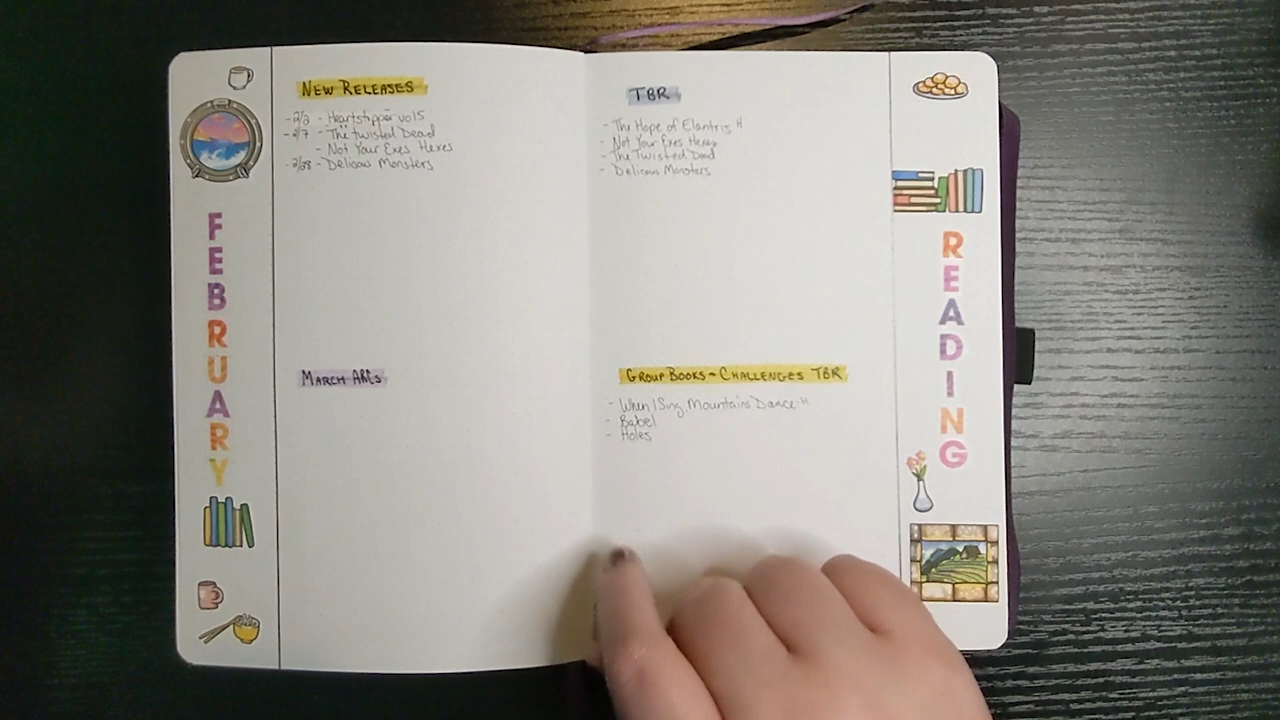 FEBRUARY
NEW RELEASES
- 2/3 - Heartstopper vol 5
- 2/7 - The Twisted Dead
- Not Your Exes Hexes
- 2/28 - Delicous Monsters
MARCH ARCs
TBR
- The Hope of Elantris H
- Not Your Exes Hexes
- The Twisted Dead
- Delicous Monsters
GROUP BOOKS - CHALLENGES TBR
- When I Sing, Mountains Dance - H
- Babel
- Holes
READING